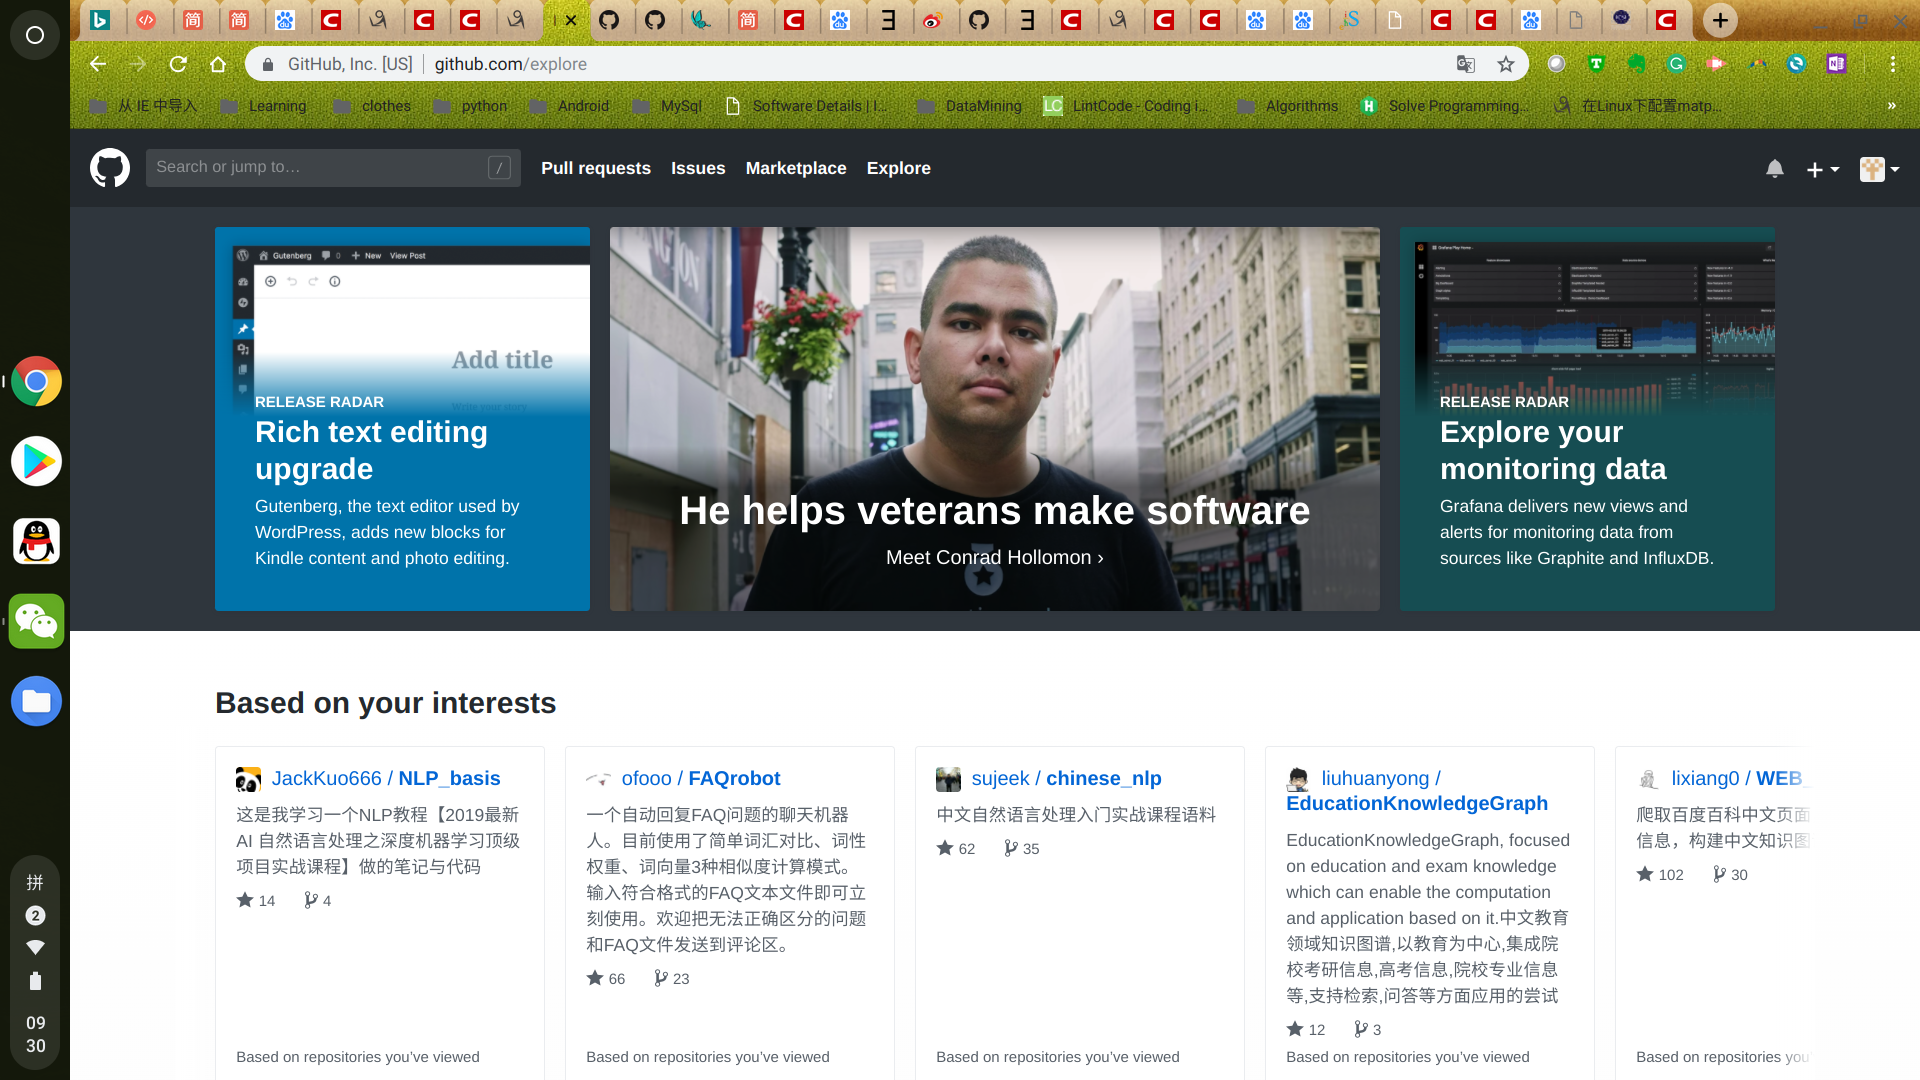 GitHub, Inc. [US]
github.com/explore
从 IE 中导入
Learning
clothes
python
Android
MySql
Software Details | I...
DataMining
LC
LintCode - Coding i...
Algorithms
Solve Programming...
在Linux下配置matp...
»
Search or jump to…
/
Pull requests
Issues
Marketplace
Explore
Gutenberg
0
New
View Post
Add title
Write your story
RELEASE RADAR
Rich text editing
upgrade
Gutenberg, the text editor used by
WordPress, adds new blocks for
Kindle content and photo editing.
He helps veterans make software
Meet Conrad Hollomon ›
RELEASE RADAR
Explore your
monitoring data
Grafana delivers new views and
alerts for monitoring data from
sources like Graphite and InfluxDB.
Based on your interests
JackKuo666 / NLP_basis
这是我学习一个NLP教程【2019最新
AI 自然语言处理之深度机器学习顶级
项目实战课程】做的笔记与代码
14
4
Based on repositories you've viewed
ofooo / FAQrobot
一个自动回复FAQ问题的聊天机器
人。目前使用了简单词汇对比、词性
权重、词向量3种相似度计算模式。
输入符合格式的FAQ文本文件即可立
刻使用。欢迎把无法正确区分的问题
和FAQ文件发送到评论区。
66
23
Based on repositories you've viewed
sujeek / chinese_nlp
中文自然语言处理入门实战课程语料
62
35
Based on repositories you've viewed
liuhuanyong /
EducationKnowledgeGraph
EducationKnowledgeGraph, focused
on education and exam knowledge
which can enable the computation
and application based on it.中文教育
领域知识图谱,以教育为中心,集成院
校考研信息,高考信息,院校专业信息
等,支持检索,问答等方面应用的尝试
12
3
Based on repositories you've viewed
lixiang0 / WEB_
爬取百度百科中文页面
信息，构建中文知识图
102
30
Based on repositories you'
拼
2
09
30